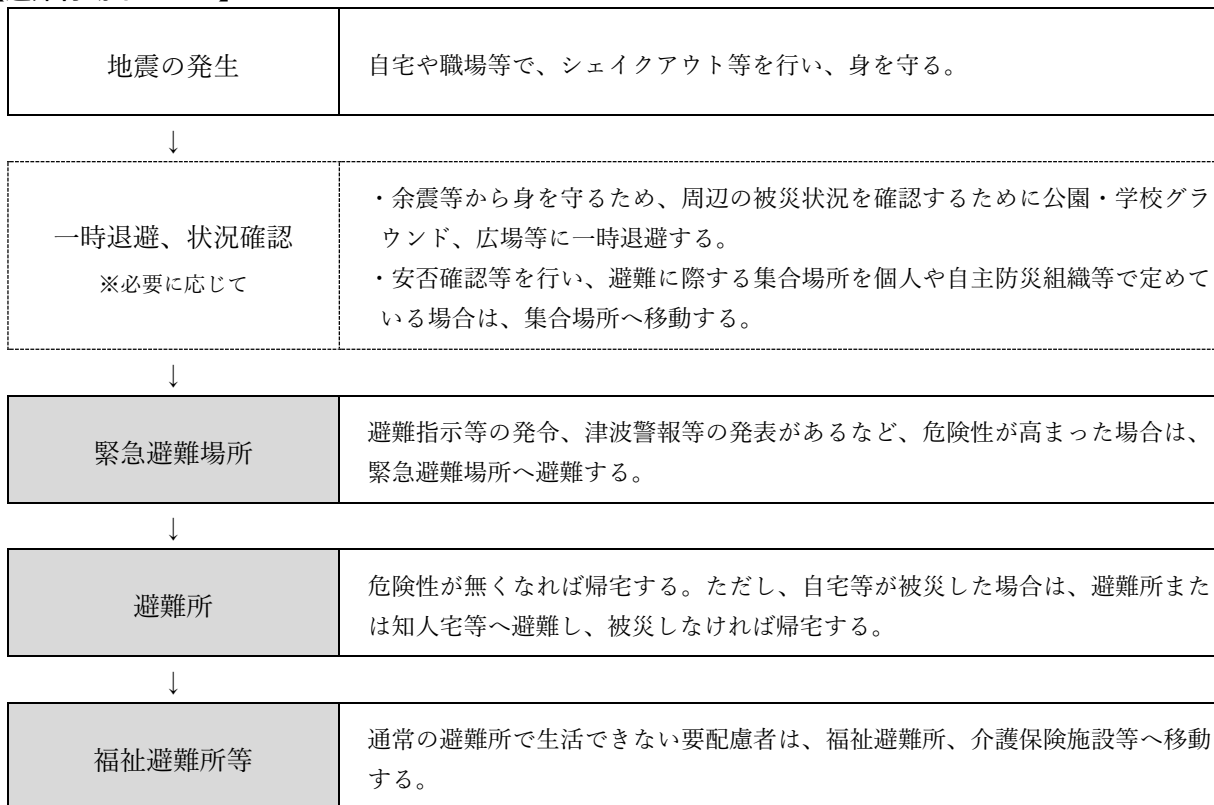 地震の発生
自宅や職場等で、シェイクアウト等を行い、身を守る。
↓
一時退避、状況確認
※必要に応じて
・余震等から身を守るため、周辺の被災状況を確認するために公園・学校グラ
ウンド、広場等に一時退避する。
・安否確認等を行い、避難に際する集合場所を個人や自主防災組織等で定めて
いる場合は、集合場所へ移動する。
↓
緊急避難場所
避難指示等の発令、津波警報等の発表があるなど、危険性が高まった場合は、
緊急避難場所へ避難する。
↓
避難所
危険性が無くなれば帰宅する。ただし、自宅等が被災した場合は、避難所また
は知人宅等へ避難し、被災しなければ帰宅する。
↓
福祉避難所等
通常の避難所で生活できない要配慮者は、福祉避難所、介護保険施設等へ移動
する。